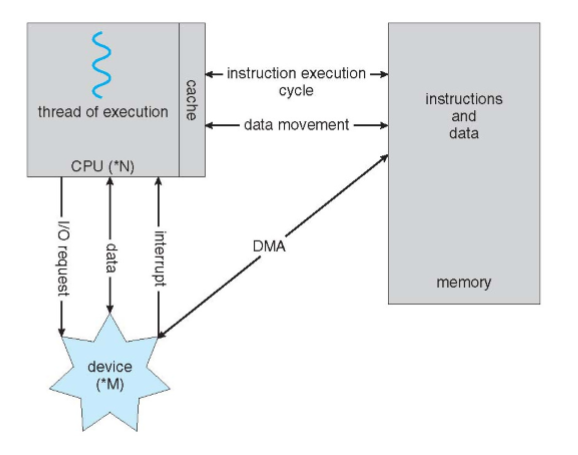 thread of execution
cache
CPU (*N)
instruction execution
cycle
data movement
instructions
and
data
I/O request
data
interrupt
DMA
memory
device
(*M)